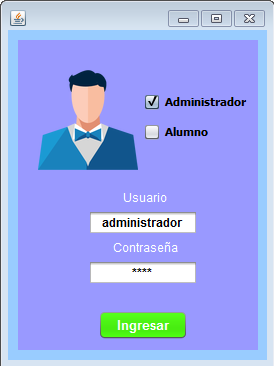 Administrador
Alumno
Usuario
administrador
Contraseña
****
Ingresar